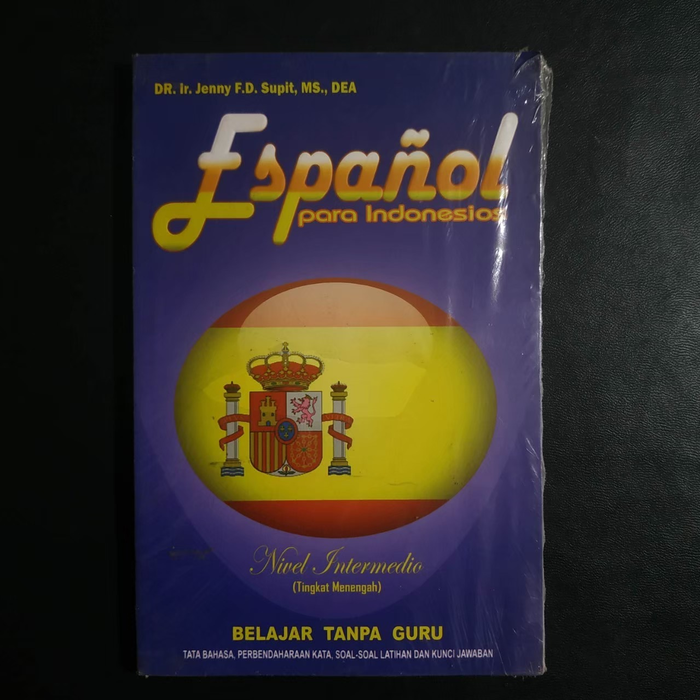 DR. Ir. Jenny F.D. Supit, MS., DEA
Español
para Indonesios
Nivel Intermedio
(Tingkat Menengah)
BELAJAR TANPA GURU
TATA BAHASA, PERBENDAHARAAN KATA, SOAL-SOAL LATIHAN DAN KUNCI JAWABAN